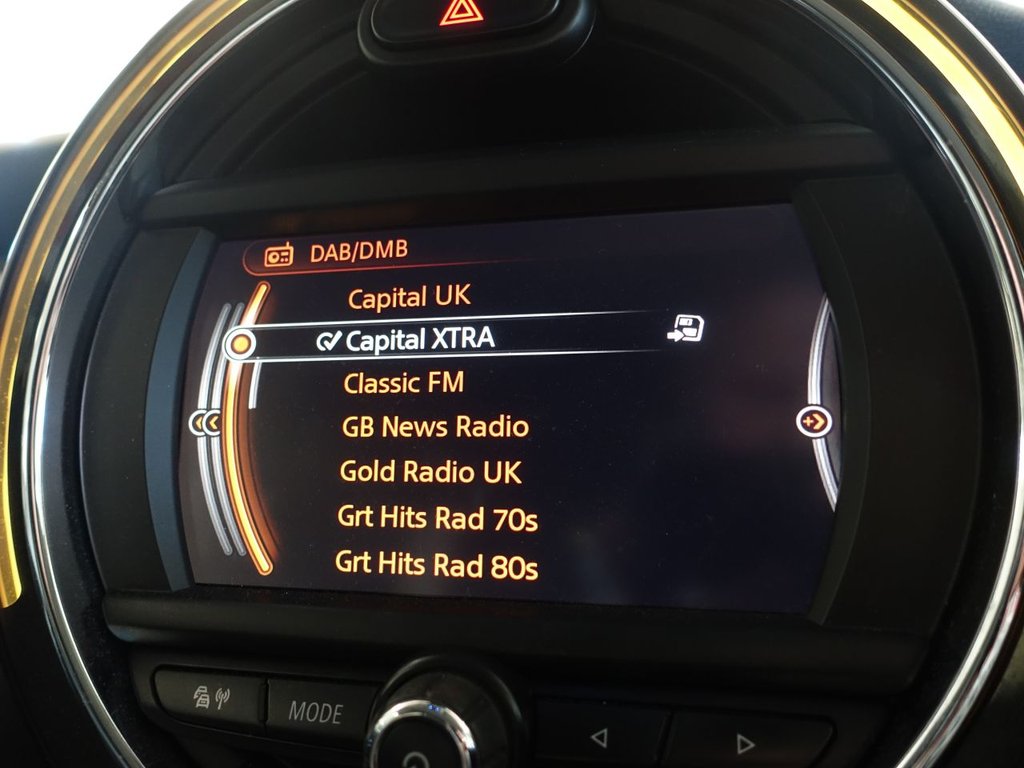 DAB/DMB
Capital UK
Capital XTRA
Classic FM
GB News Radio
Gold Radio UK
Grt Hits Rad 70s
Grt Hits Rad 80s
MODE